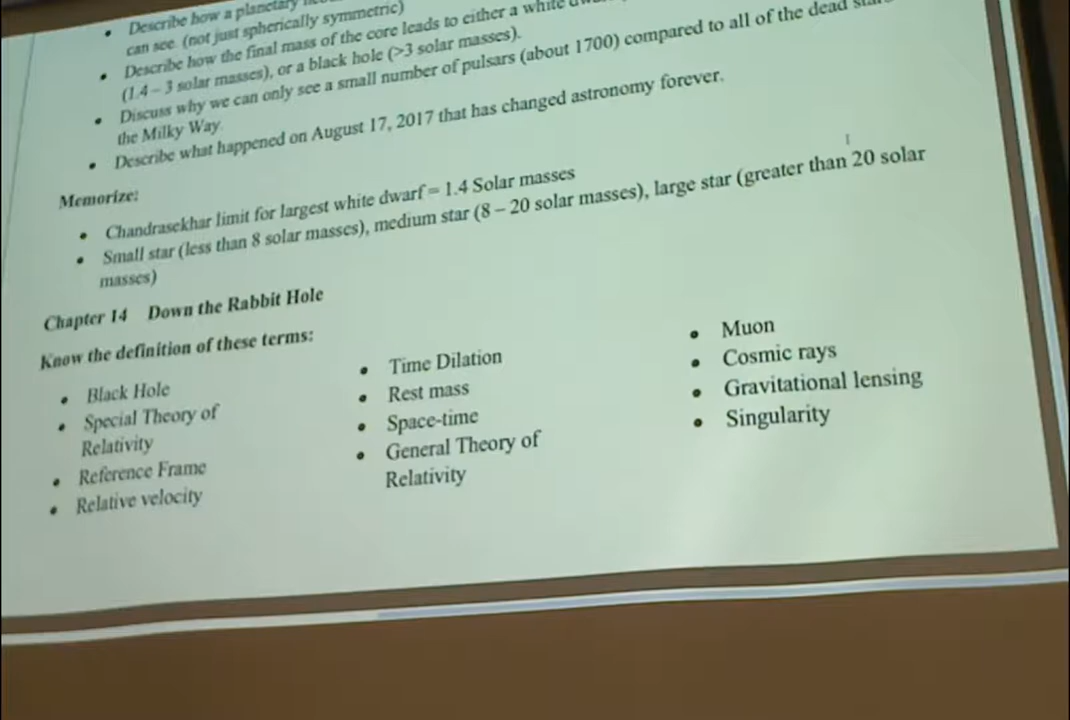 • Describe how a planetary
can see. (not just spherically symmetric)
• Describe how the final mass of the core leads to either a white
(1.4 – 3 solar masses), or a black hole (>3 solar masses).
• Discuss why we can only see a small number of pulsars (about 1700) compared to all of the dead
the Milky Way.
• Describe what happened on August 17, 2017 that has changed astronomy forever.
Memorize:
• Chandrasekhar limit for largest white dwarf = 1.4 Solar masses
• Small star (less than 8 solar masses), medium star (8 – 20 solar masses), large star (greater than 20 solar
masses)
Chapter 14 Down the Rabbit Hole
Know the definition of these terms:
• Black Hole
• Special Theory of
Relativity
• Reference Frame
• Relative velocity
• Time Dilation
• Rest mass
• Space-time
• General Theory of
Relativity
• Muon
• Cosmic rays
• Gravitational lensing
• Singularity